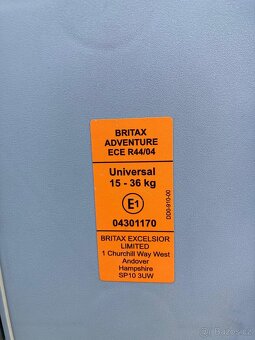 BRITAX
ADVENTURE
ECE R44/04
Universal
15 - 36 kg
E1
04301170
BRITAX EXCELSIOR
LIMITED
1 Churchill Way West
Andover
Hampshire
SP10 3UW